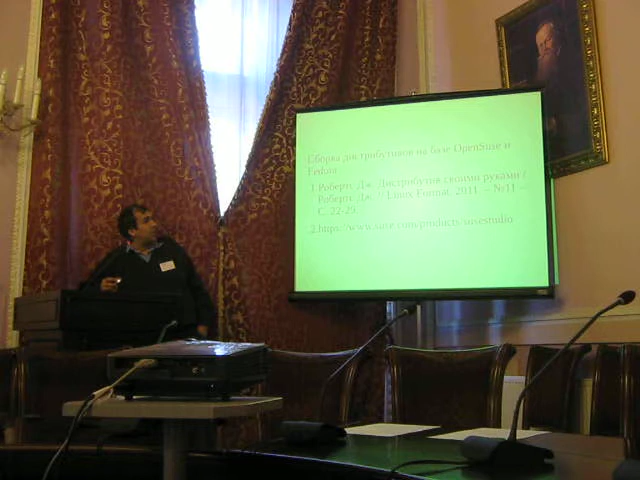 Сборка дистрибутивов на базе OpenSuse и
Fedora:
1. Робертс, Дж. Дистрибутив своими руками /
Робертс, Дж. // Linux Format. 2011. – №11 –
С. 22-29.
2.https://www.suse.com/products/susestudio